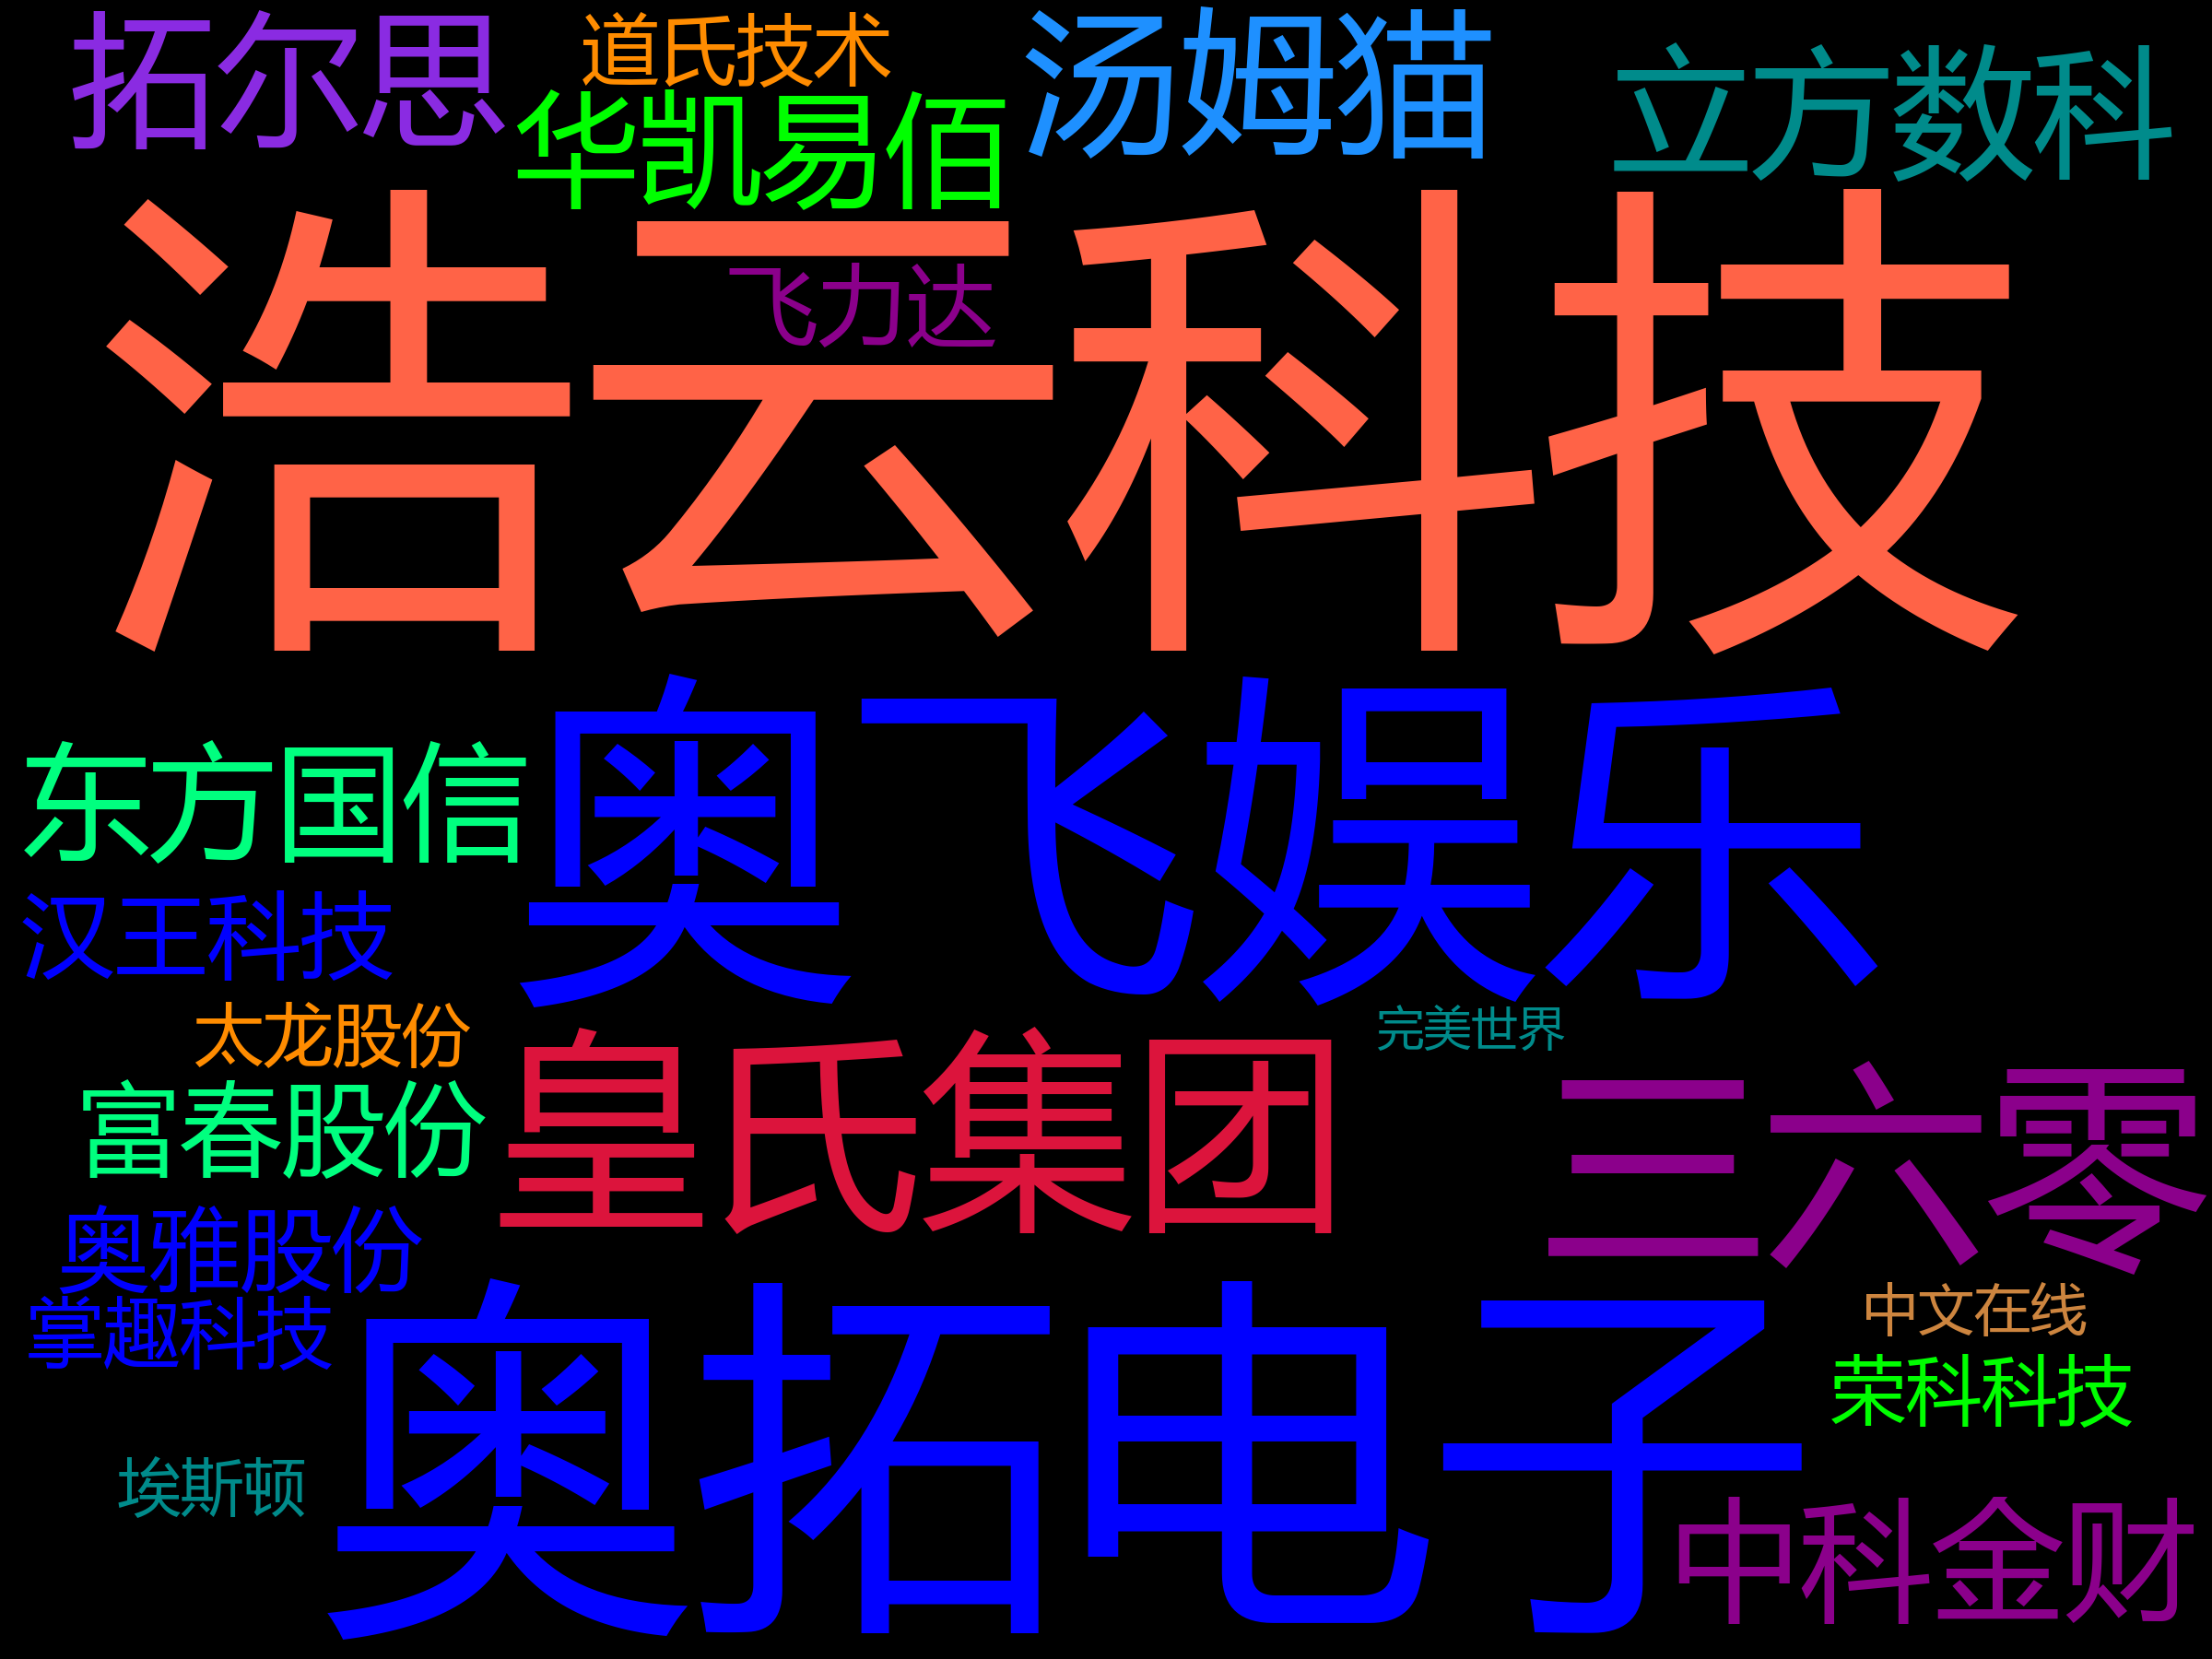 拓尔思
道氏技术
汤姆猫
立方数科
华凯易佰
浩云科技
飞力达
奥飞娱乐
东方国信
汉王科技
太龙股份
完美世界
富春股份
皇氏集团
三六零
奥雅股份
掌趣科技
奥拓电子
中文在线
荣科科技
埃斯顿
中科金财